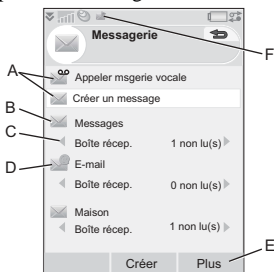 Messagerie
F
A
Appeler msgerie vocale
Créer un message
B
Messages
C
Boîte récep. 1 non lu(s)
D
E-mail
Boîte récep. 0 non lu(s)
Maison
Boîte récep. 1 non lu(s)
E
Créer Plus